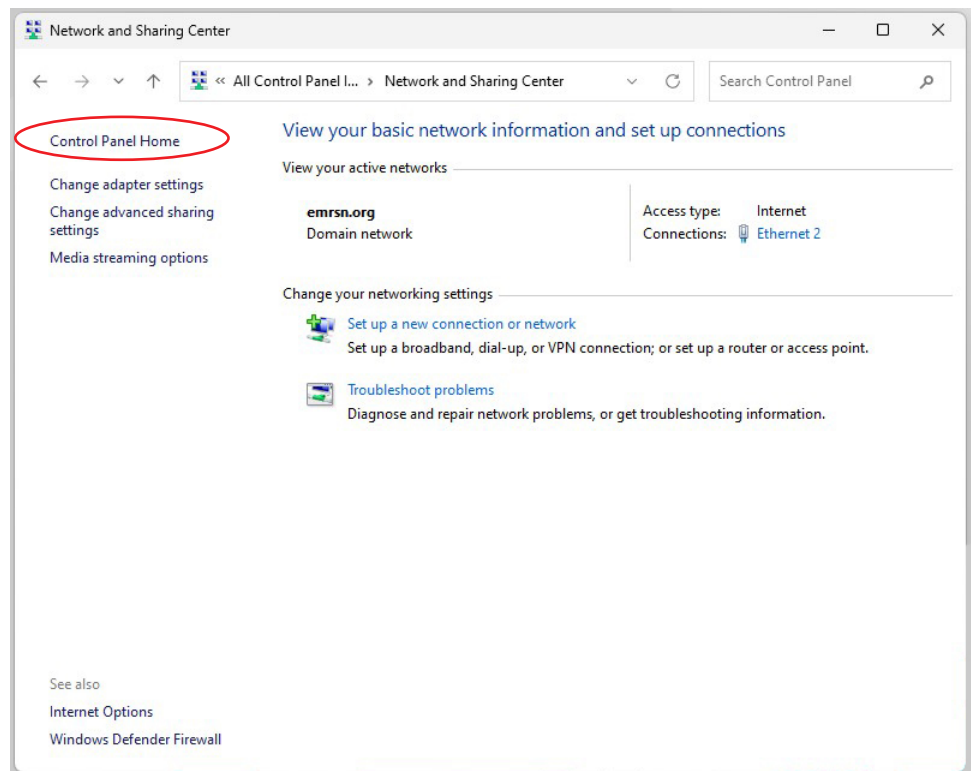 Network and Sharing Center
« All Control Panel I... > Network and Sharing Center
Search Control Panel
Control Panel Home
Change adapter settings
Change advanced sharing
settings
Media streaming options
View your basic network information and set up connections
View your active networks
emrsn.org
Domain network
Access type: Internet
Connections: Ethernet 2
Change your networking settings
Set up a new connection or network
Set up a broadband, dial-up, or VPN connection; or set up a router or access point.
Troubleshoot problems
Diagnose and repair network problems, or get troubleshooting information.
See also
Internet Options
Windows Defender Firewall